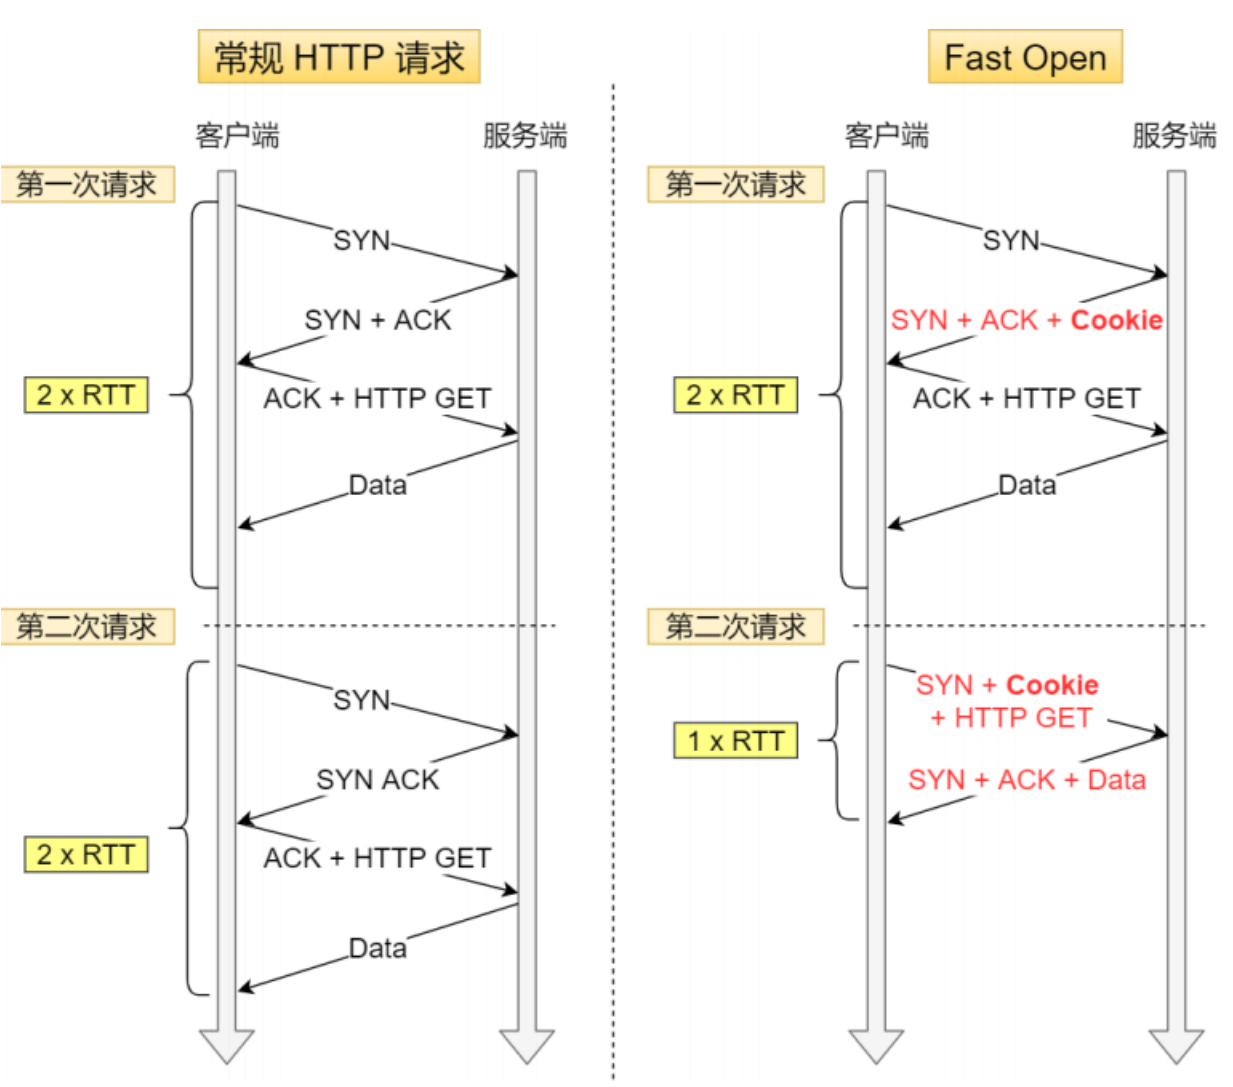 常规 HTTP 请求
客户端
服务端
第一次请求
SYN
SYN + ACK
2 x RTT
ACK + HTTP GET
Data
第二次请求
SYN
SYN ACK
2 x RTT
ACK + HTTP GET
Data
Fast Open
客户端
服务端
第一次请求
SYN
SYN + ACK + Cookie
2 x RTT
ACK + HTTP GET
Data
第二次请求
SYN + Cookie
+ HTTP GET
1 x RTT
SYN + ACK + Data